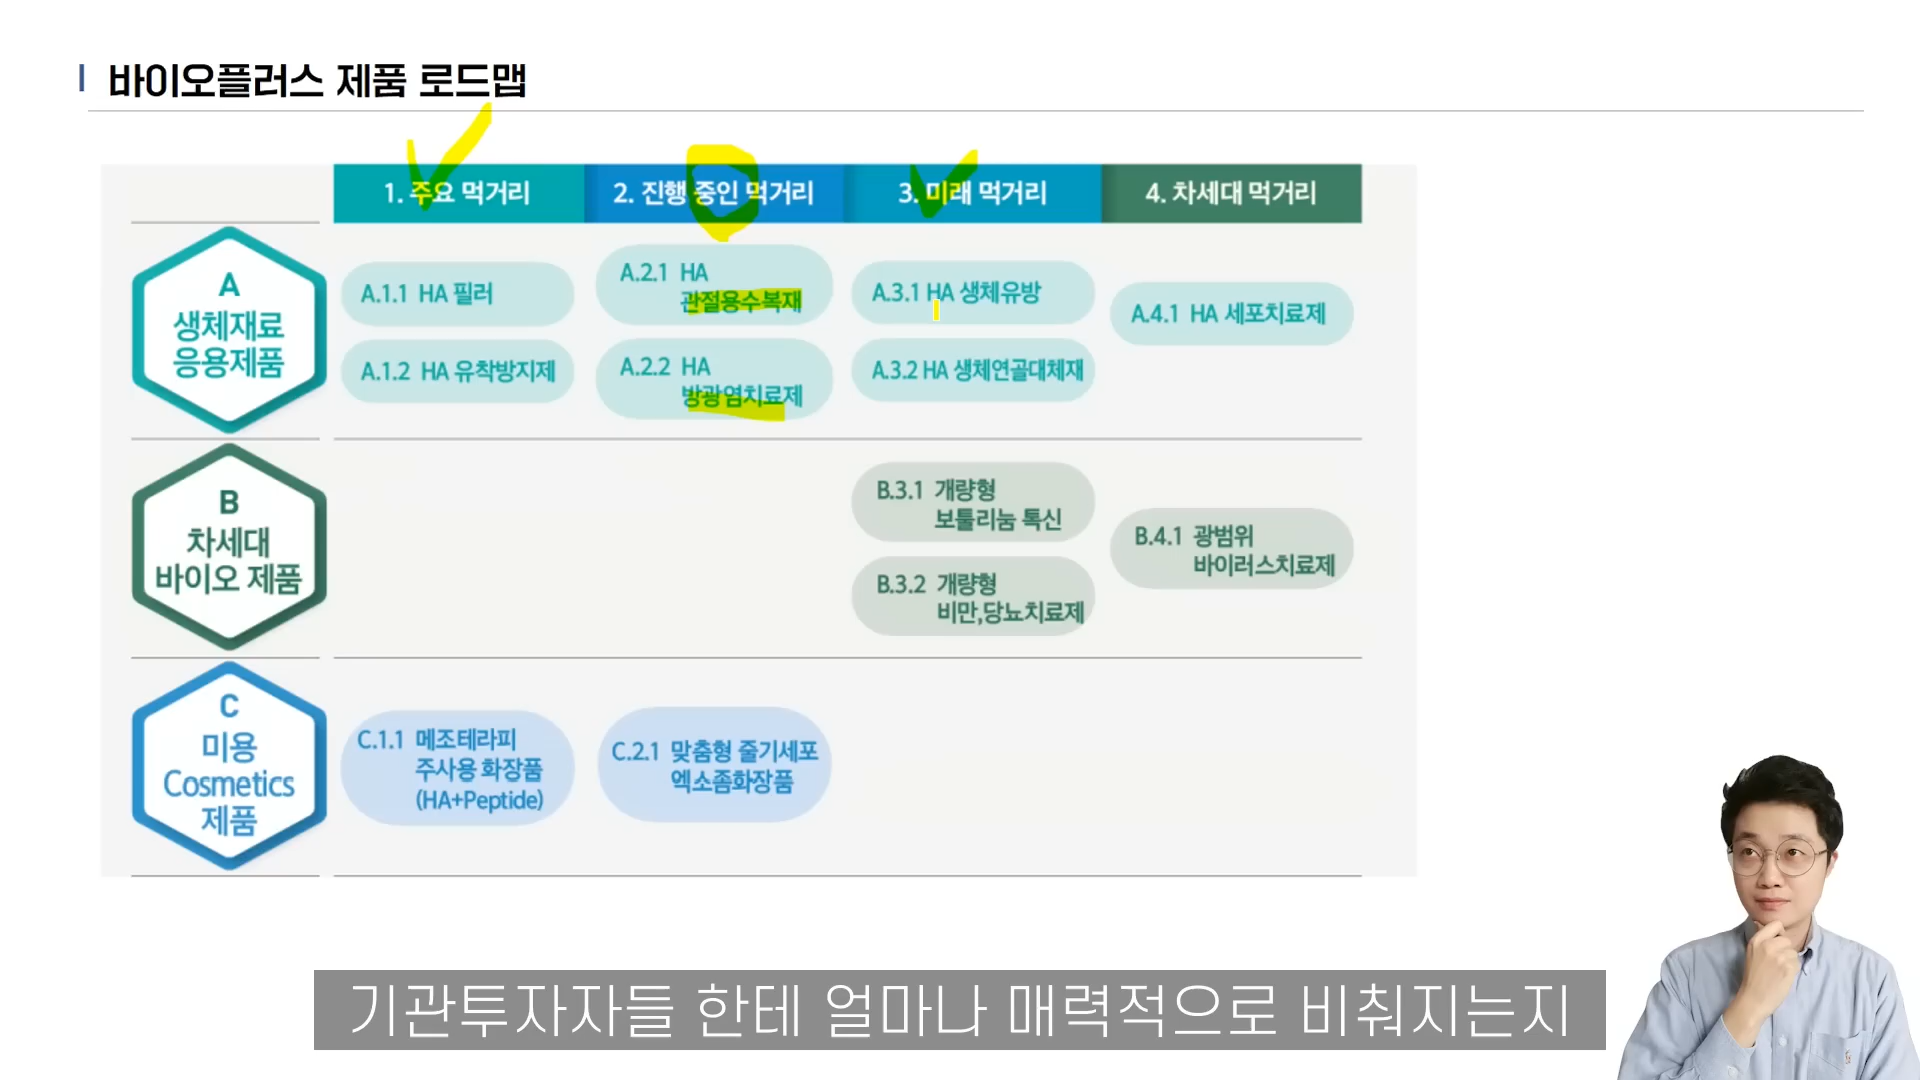 바이오플러스 제품 로드맵
1. 주요 먹거리
2. 진행 중인 먹거리
3. 미래 먹거리
4. 차세대 먹거리
A
생체재료
응용제품
A.1.1 HA 필러
A.1.2 HA 유착방지제
A.2.1 HA
관절용수복재
A.2.2 HA
방광염치료제
A.3.1 HA 생체유방
A.3.2 HA 생체연골대체재
A.4.1 HA 세포치료제
B
차세대
바이오 제품
B.3.1 개량형
보툴리눔 톡신
B.3.2 개량형
비만,당뇨치료제
B.4.1 광범위
바이러스치료제
C
미용
Cosmetics
제품
C.1.1 메조테라피
주사용 화장품
(HA+Peptide)
C.2.1 맞춤형 줄기세포
엑소좀화장품
기관투자자들 한테 얼마나 매력적으로 비춰지는지